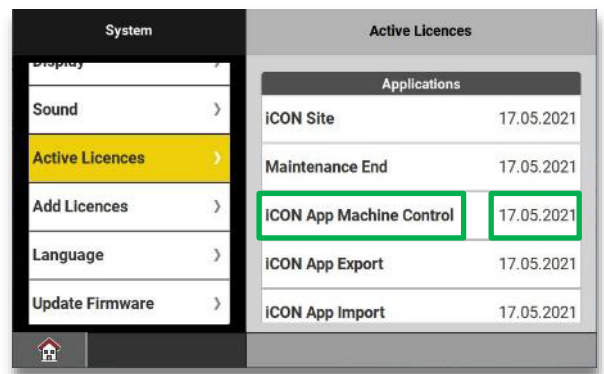 System
Active Licences
Display
Sound
Active Licences
Add Licences
Language
Update Firmware
Applications
iCON Site 17.05.2021
Maintenance End 17.05.2021
iCON App Machine Control 17.05.2021
iCON App Export 17.05.2021
iCON App Import 17.05.2021